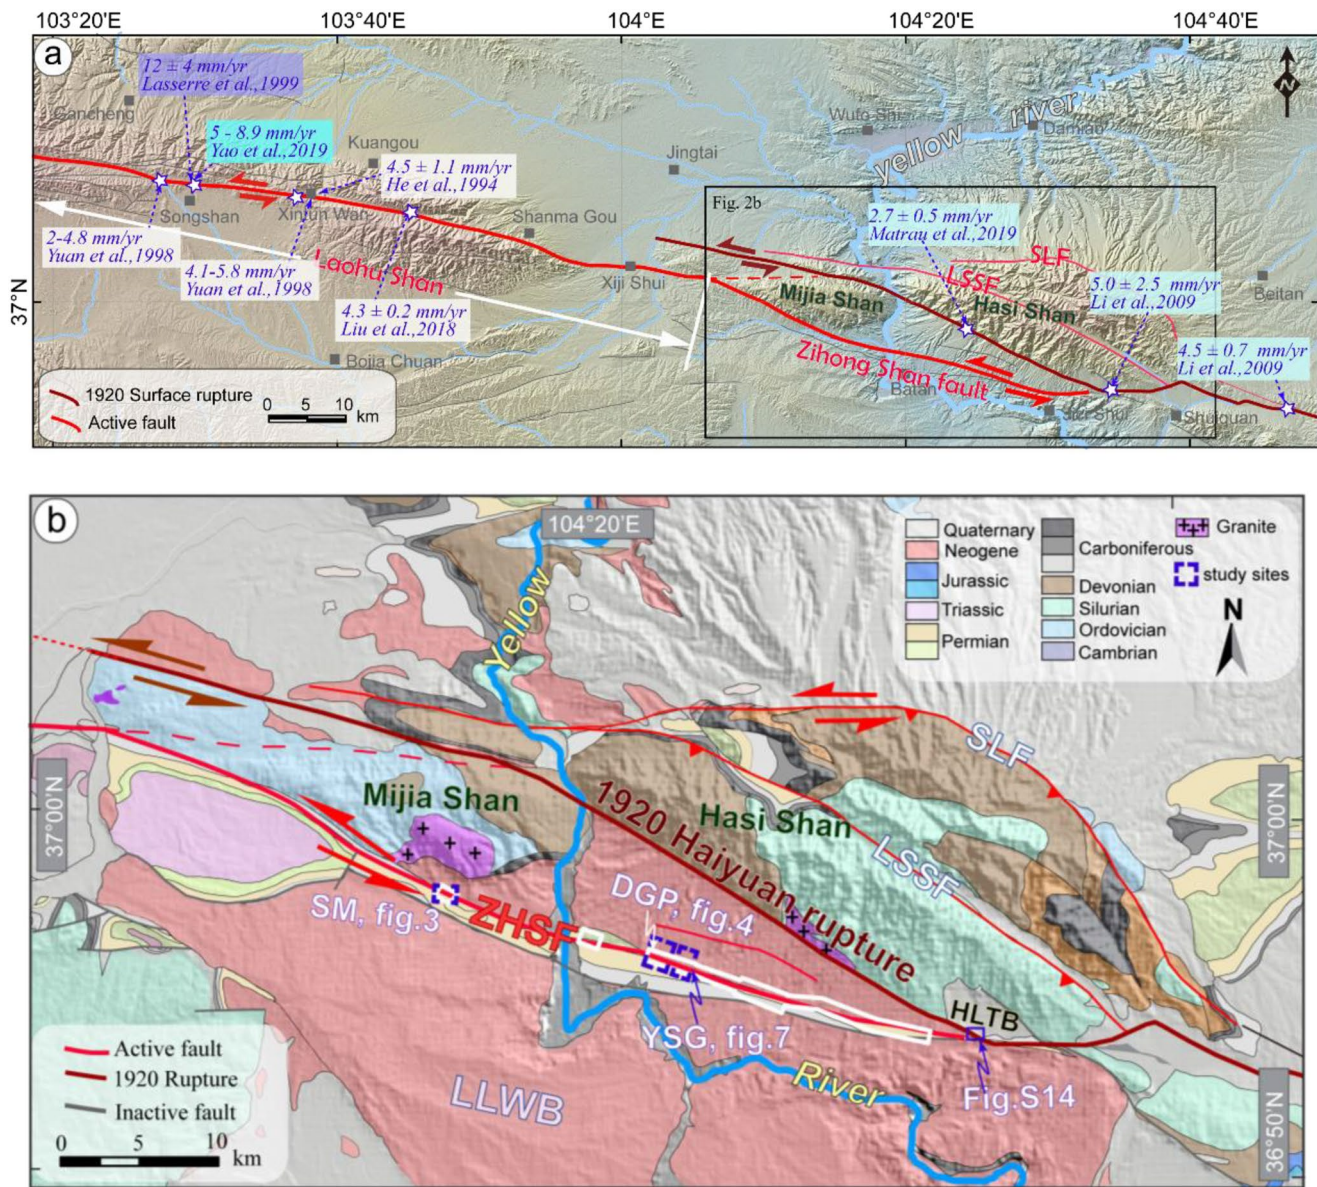 103°20'E
103°40'E
104°E
104°20'E
104°40'E
a
12 ± 4 mm/yr
Lasserre et al.,1999
Gancheng
5 - 8.9 mm/yr
Yao et al.,2019
Kuangou
4.5 ± 1.1 mm/yr
He et al.,1994
Jingtai
Wufo Shi
yellow river
Damiao
N
Fig. 2b
Songshan
Xinjun Wan
Shanma Gou
2-4.8 mm/yr
Yuan et al.,1998
4.1-5.8 mm/yr
Yuan et al.,1998
Laohu Shan
4.3 ± 0.2 mm/yr
Liu et al.,2018
Xiji Shui
2.7 ± 0.5 mm/yr
Matrau et al.,2019
SLF
LSSF
Mijia Shan
Hasi Shan
5.0 ± 2.5 mm/yr
Li et al.,2009
Beitan
4.5 ± 0.7 mm/yr
Li et al.,2009
Zihong Shan fault
Batan
Shuiquan
37°N
Bojia Chuan
1920 Surface rupture
Active fault
0 5 10
km
b
104°20'E
Yellow
Quaternary
Neogene
Jurassic
Triassic
Permian
Carboniferous
Devonian
Silurian
Ordovician
Cambrian
Granite
study sites
N
SLF
37°00'N
Mijia Shan
Hasi Shan
1920 Haiyuan rupture
LSSF
37°00'N
SM, fig.3
ZHSF
DGP, fig.4
YSG, fig.7
HLTB
Fig.S14
LLWB
River
36°50'N
Active fault
1920 Rupture
Inactive fault
0 5 10
km